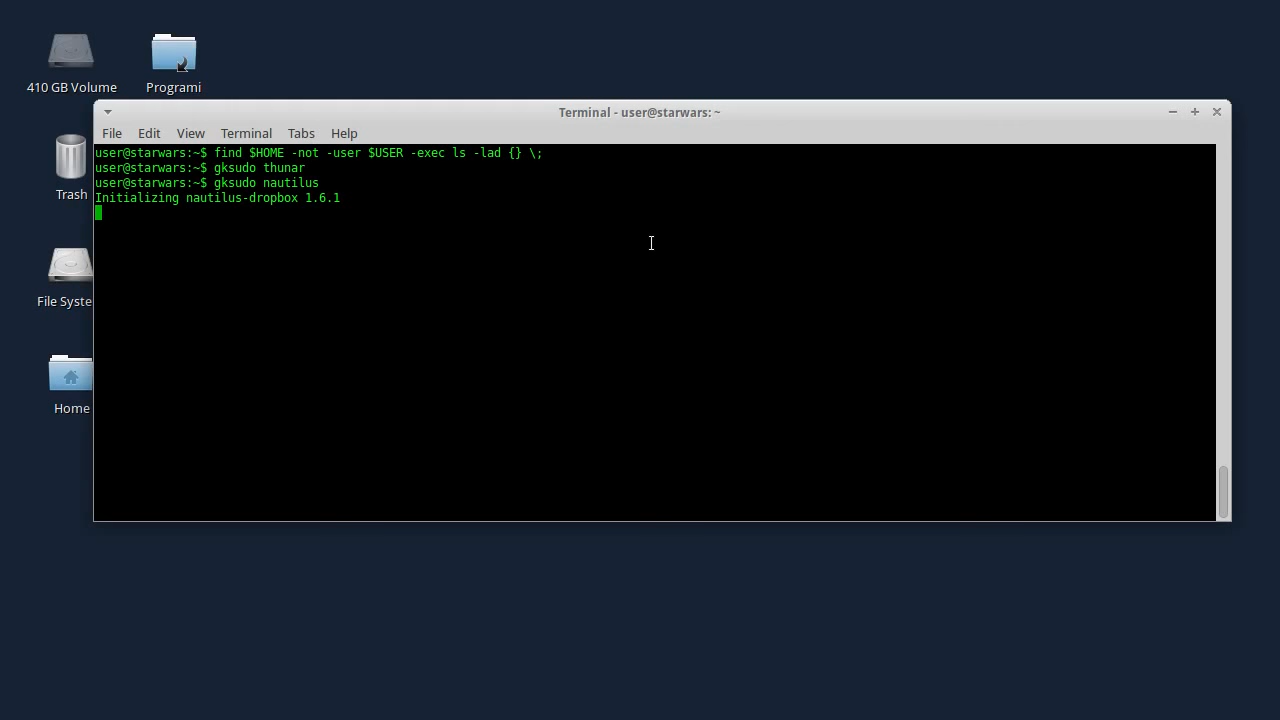 410 GB Volume
Programi
Terminal - user@starwars: ~
File Edit View Terminal Tabs Help
user@starwars:~$ find $HOME -not -user $USER -exec ls -lad {} \;
user@starwars:~$ gksudo thunar
user@starwars:~$ gksudo nautilus
Initializing nautilus-dropbox 1.6.1
Trash
File Syste
Home